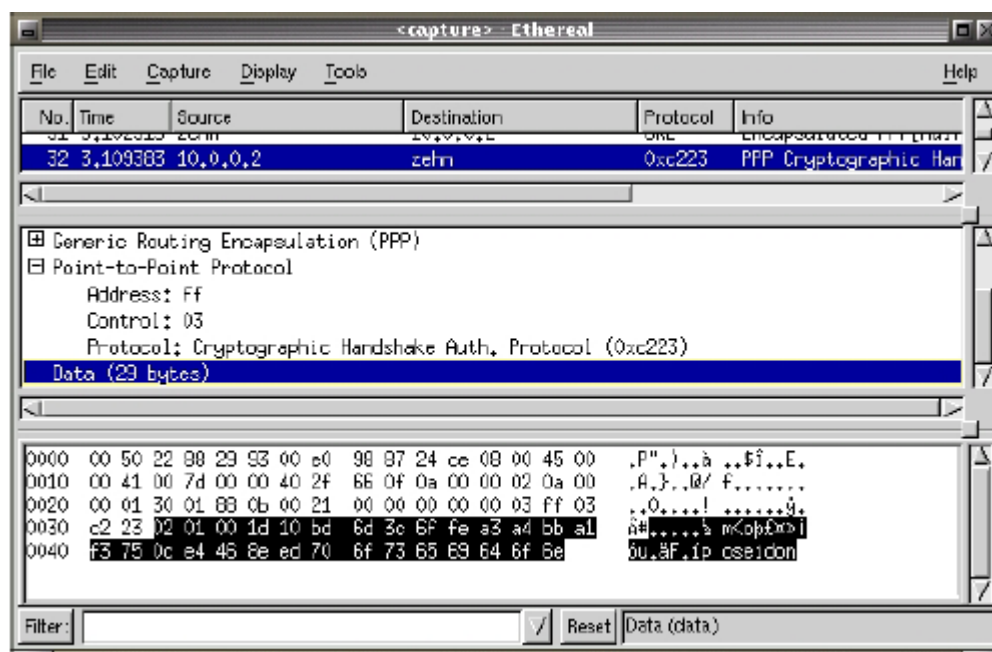 <capture> - Ethereal
File Edit Capture Display Tools Help
No. Time Source Destination Protocol Info
32 3.109383 10.0.0.2 zehn 0xc223 PPP Cryptographic Han
Generic Routing Encapsulation (PPP)
Point-to-Point Protocol
Address: ff
Control: 03
Protocol: Cryptographic Handshake Auth. Protocol (0xc223)
Data (29 bytes)
0000 00 50 22 88 29 93 00 e0 98 87 24 ce 08 00 45 00 .P".)..à ..$Î..E.
0010 00 41 00 7d 00 00 40 2f 66 0f 0a 00 00 02 0a 00 .A.}..@/ f.......
0020 00 01 30 01 88 0b 00 21 00 00 00 00 00 03 ff 03 ..0....! ......ÿ.
0030 c2 23 02 01 00 1d 10 bd 6d 3c 6f fe a3 a4 bb a1
0040 f3 75 0c e4 46 8e ed 70 6f 73 65 69 64 6f 6e óu.äF.íp oseidon
Filter: Reset Data (data)